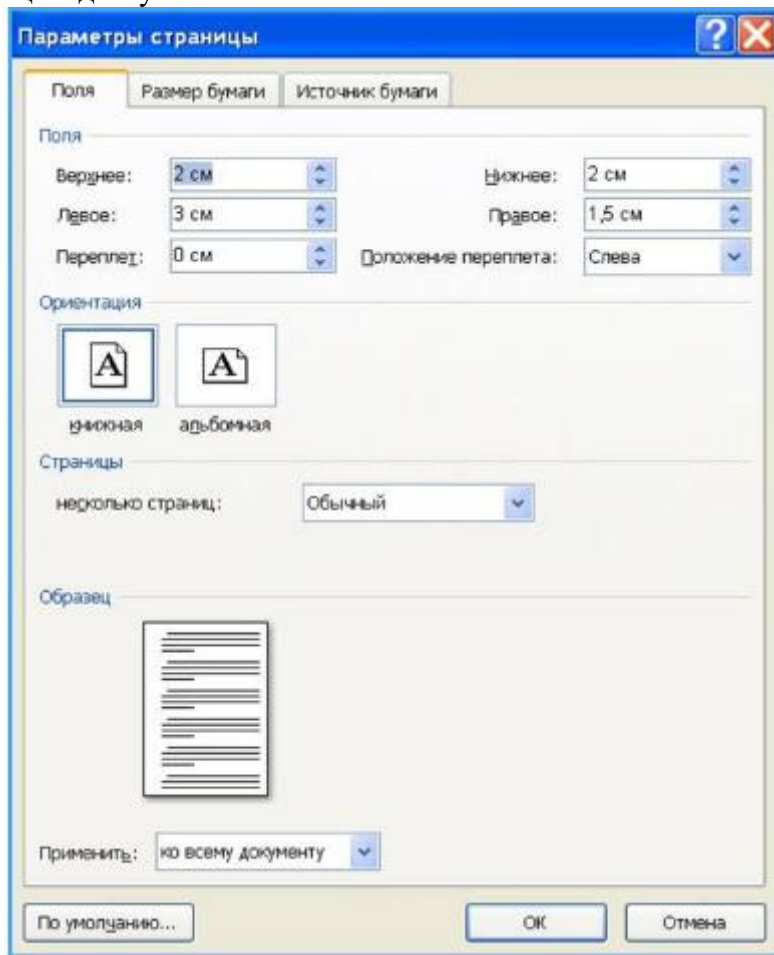 Параметры страницы
Поля Размер бумаги Источник бумаги
Поля
Верхнее: 2 см Нижнее: 2 см
Левое: 3 см Правое: 1,5 см
Переплет: 0 см Положение переплета: Слева
Ориентация
A A
книжная альбомная
Страницы
несколько страниц: Обычный
Образец
Применить: ко всему документу
По умолчанию... ОК Отмена